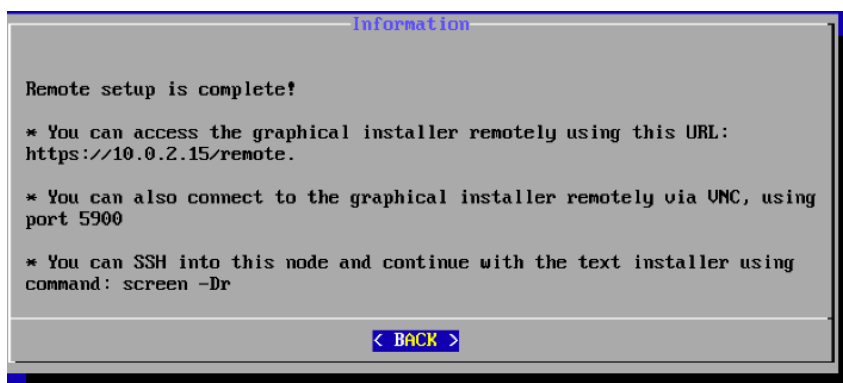 Information
Remote setup is complete!
* You can access the graphical installer remotely using this URL:
https://10.0.2.15/remote.
* You can also connect to the graphical installer remotely via VNC, using
port 5900
* You can SSH into this node and continue with the text installer using
command: screen -Dr
< BACK >